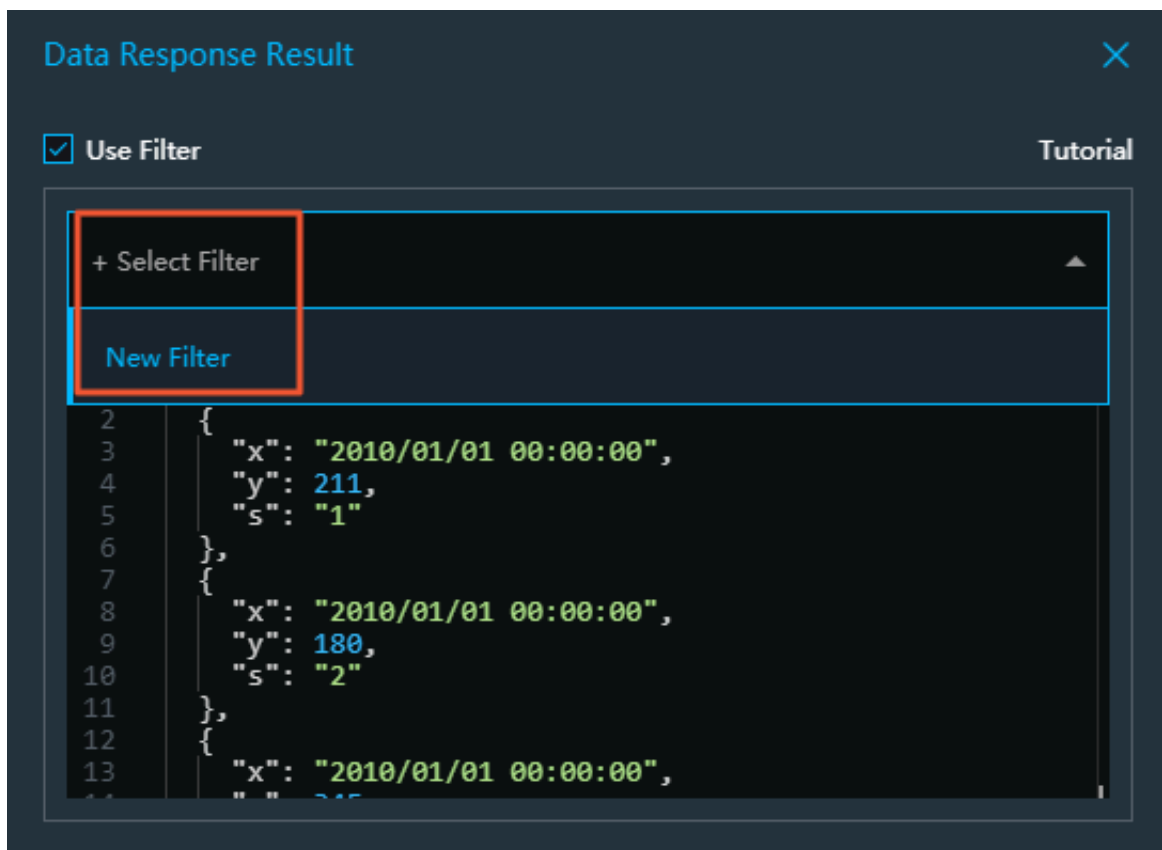 Data Response Result
Use Filter
Tutorial
+ Select Filter
New Filter
2 {
3 "x": "2010/01/01 00:00:00",
4 "y": 211,
5 "s": "1"
6 },
7 {
8 "x": "2010/01/01 00:00:00",
9 "y": 180,
10 "s": "2"
11 },
12 {
13 "x": "2010/01/01 00:00:00",